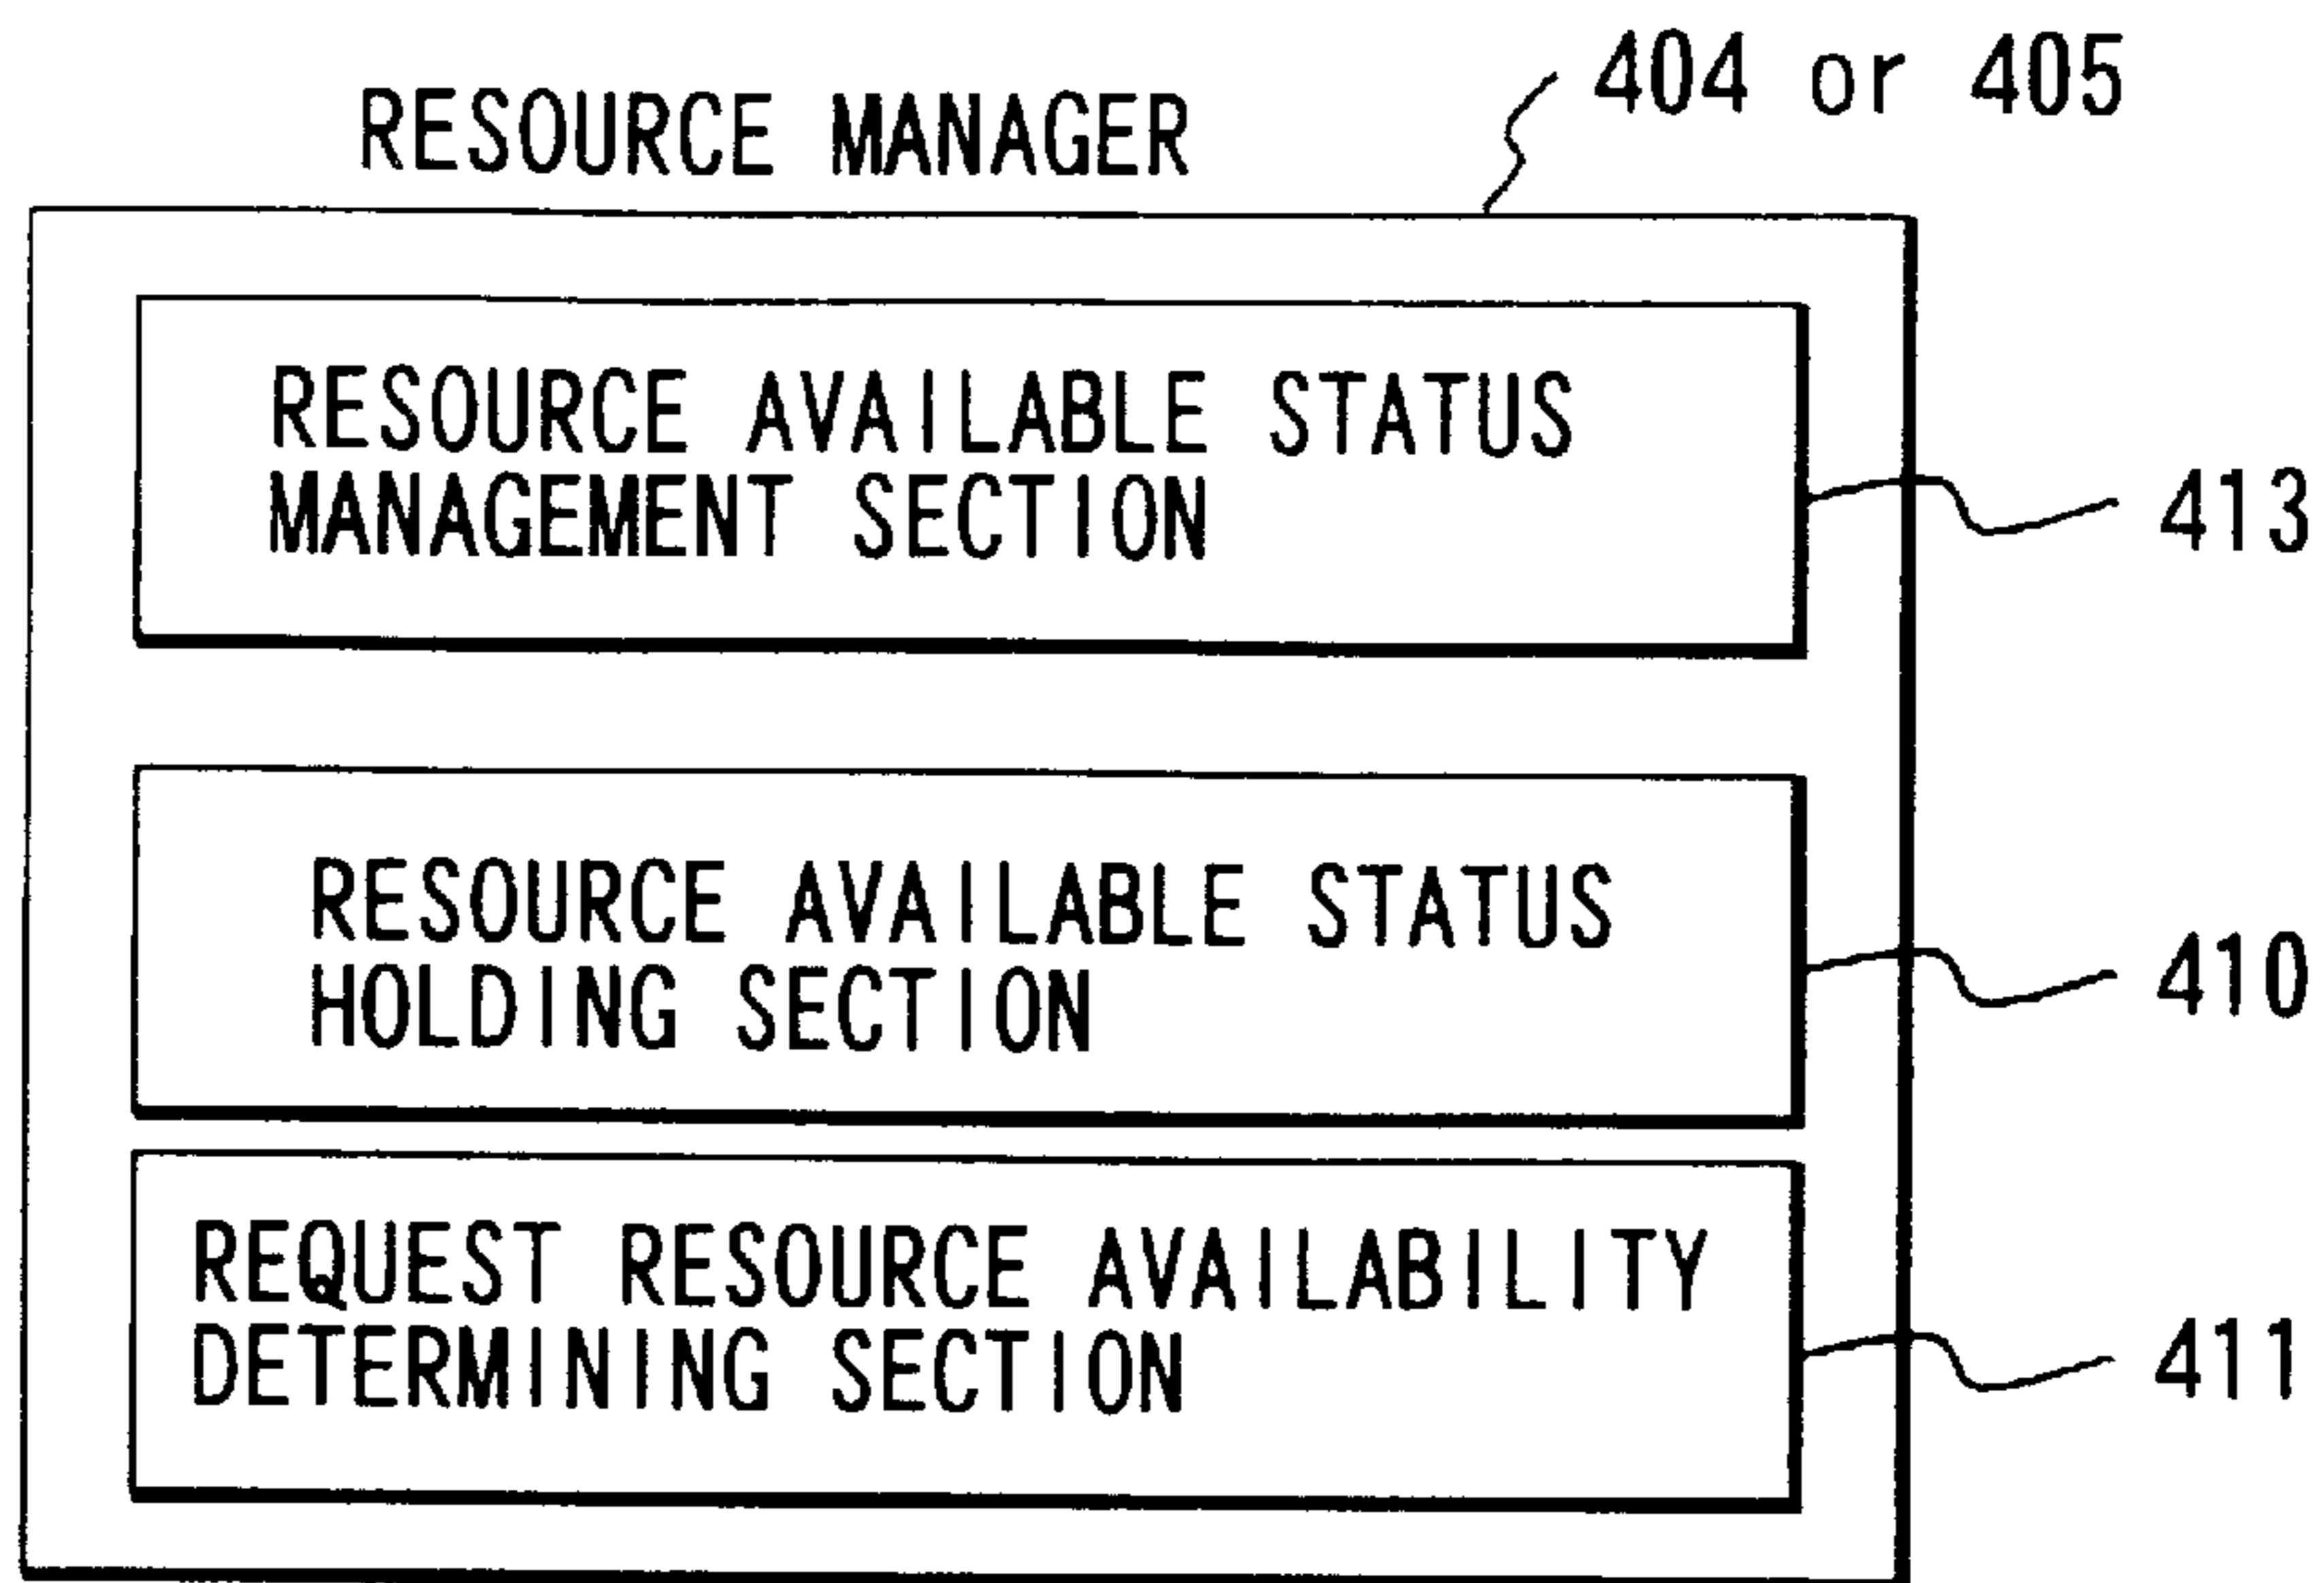 404 or 405
RESOURCE MANAGER
RESOURCE AVAILABLE STATUS
MANAGEMENT SECTION
413
RESOURCE AVAILABLE STATUS
HOLDING SECTION
410
REQUEST RESOURCE AVAILABILITY
DETERMINING SECTION
411